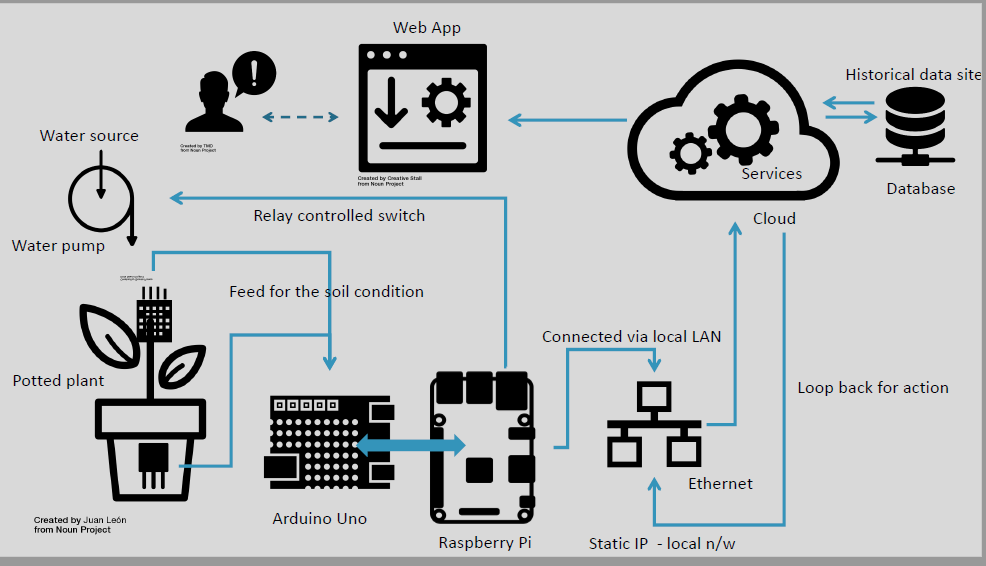 Web App
Historical data site
Water source
Created by TMD
from Noun Project
Created by Creative Stall
from Noun Project
Services
Database
Relay controlled switch
Cloud
Water pump
Feed for the soil condition
Connected via local LAN
Potted plant
Loop back for action
Ethernet
Created by Juan León
from Noun Project
Arduino Uno
Raspberry Pi
Static IP  - local n/w